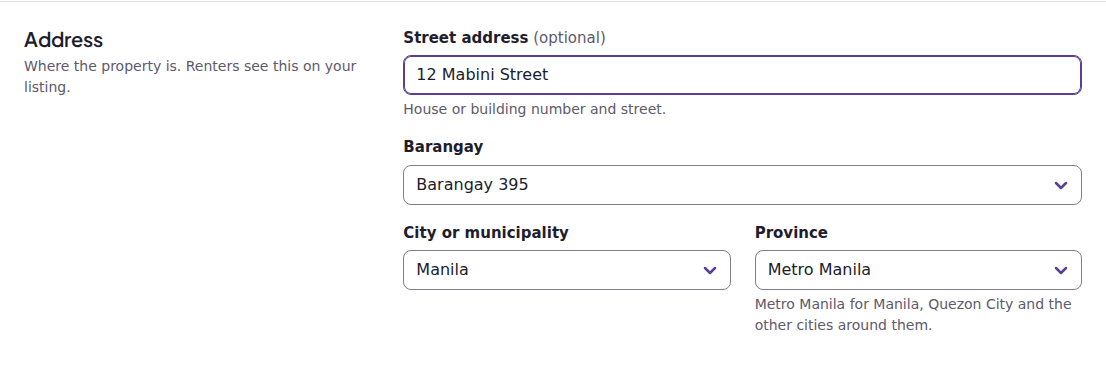 Address
Where the property is. Renters see this on your
listing.
Street address (optional)
12 Mabini Street
House or building number and street.
Barangay
Barangay 395
City or municipality
Manila
Province
Metro Manila
Metro Manila for Manila, Quezon City and the
other cities around them.